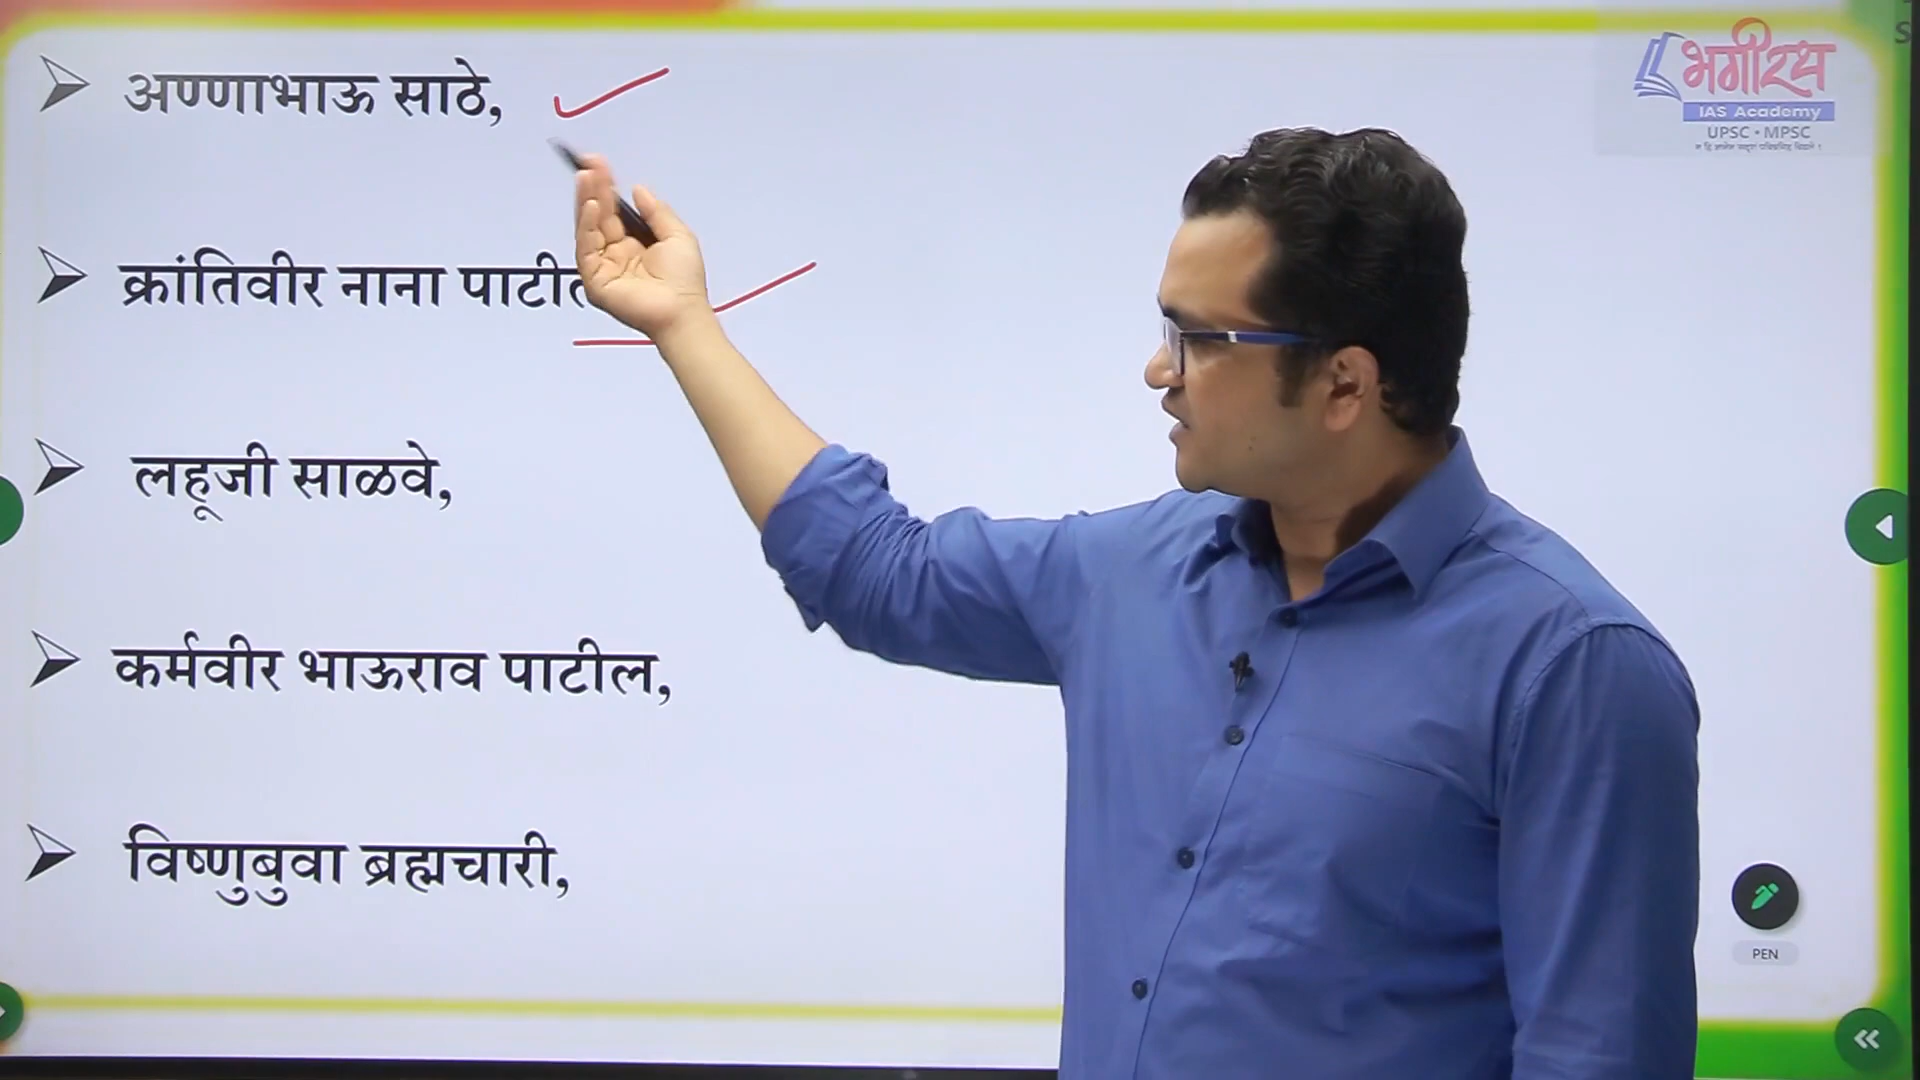 अण्णाभाऊ साठे,
क्रांतिवीर नाना
लहूजी साळवे,
कर्मवीर भाऊराव पाटील,
विष्णुबुवा ब्रह्मचारी,
भगीरथ
IAS Academy
UPSC • MPSC
PEN